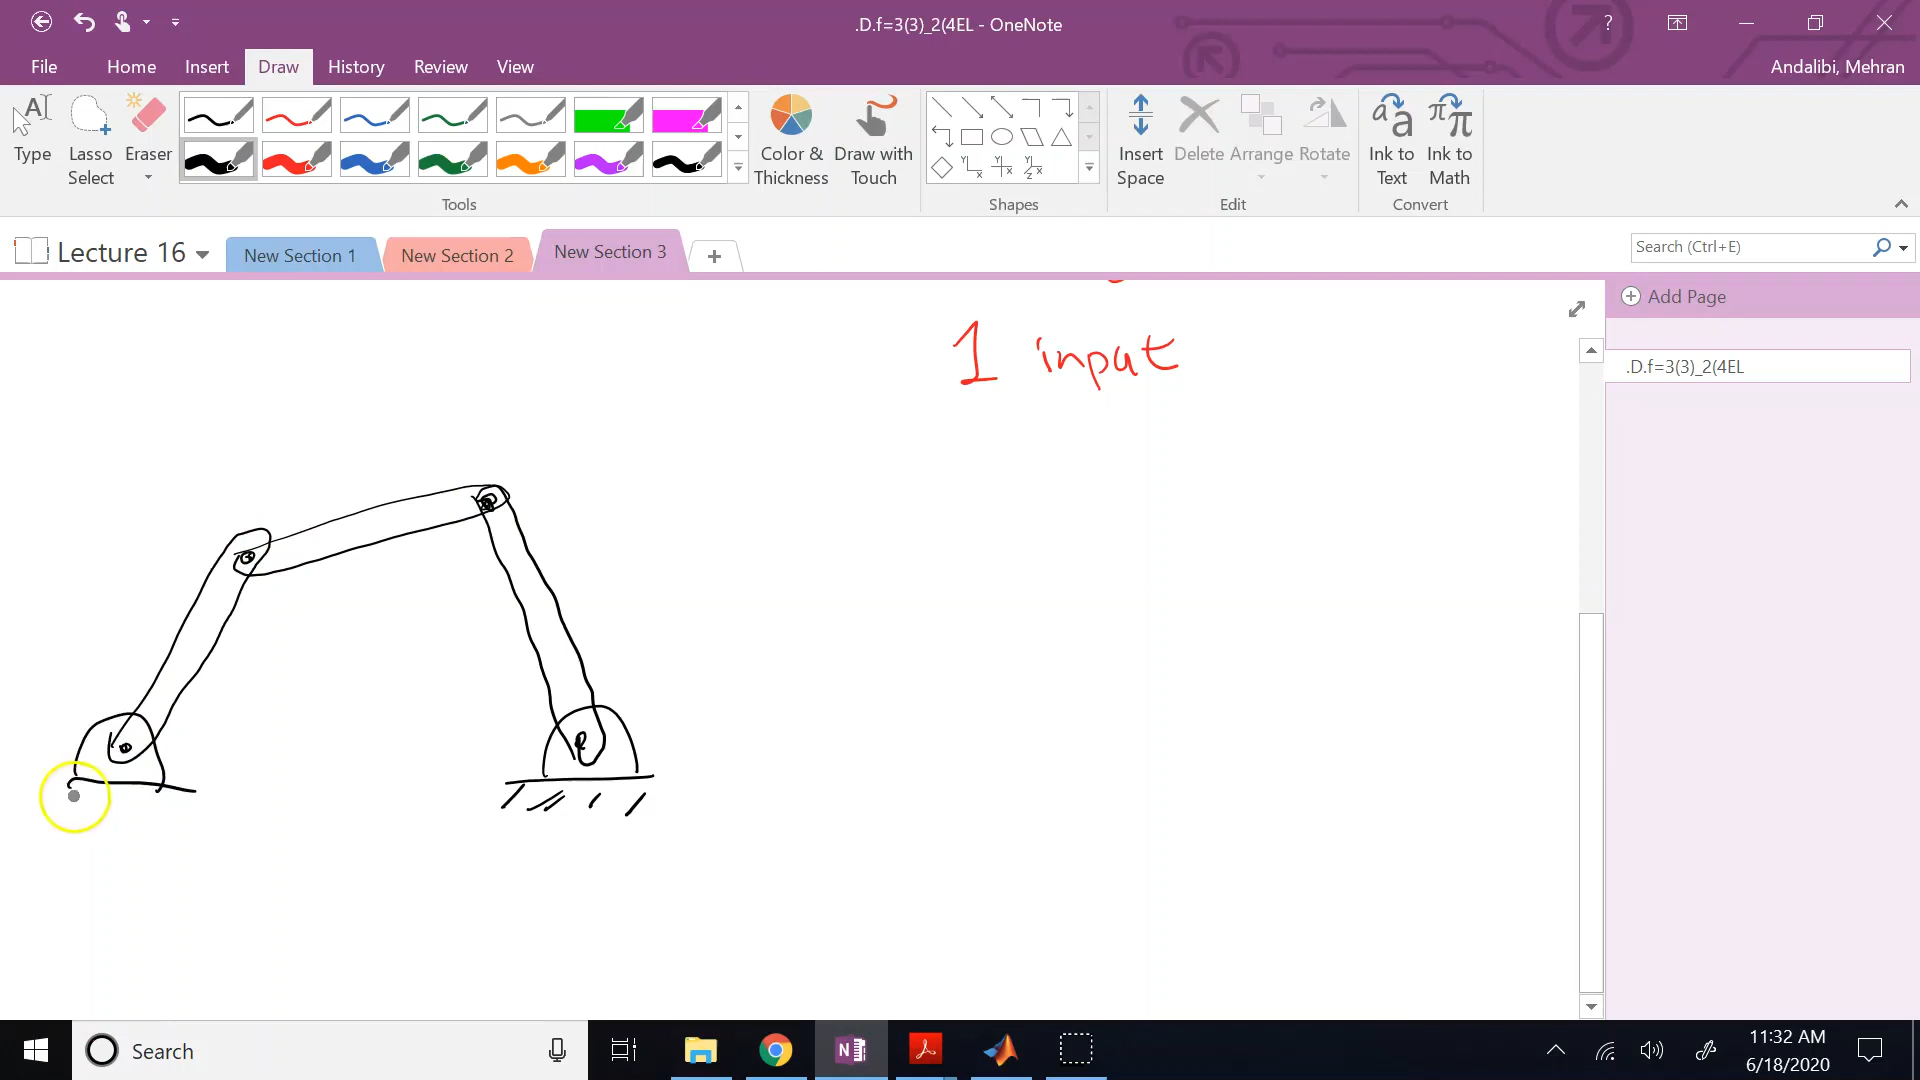 .D.f=3(3)_2(4EL - OneNote
?
File Home Insert Draw History Review View
Andalibi, Mehran
Type
Lasso Select
Eraser
Color & Thickness
Draw with Touch
Insert Space
Delete
Arrange
Rotate
Ink to Text
Ink to Math
Tools
Shapes
Edit
Convert
Lecture 16
New Section 1
New Section 2
New Section 3
Search (Ctrl+E)
Add Page
.D.f=3(3)_2(4EL
1 input
Search
11:32 AM
6/18/2020